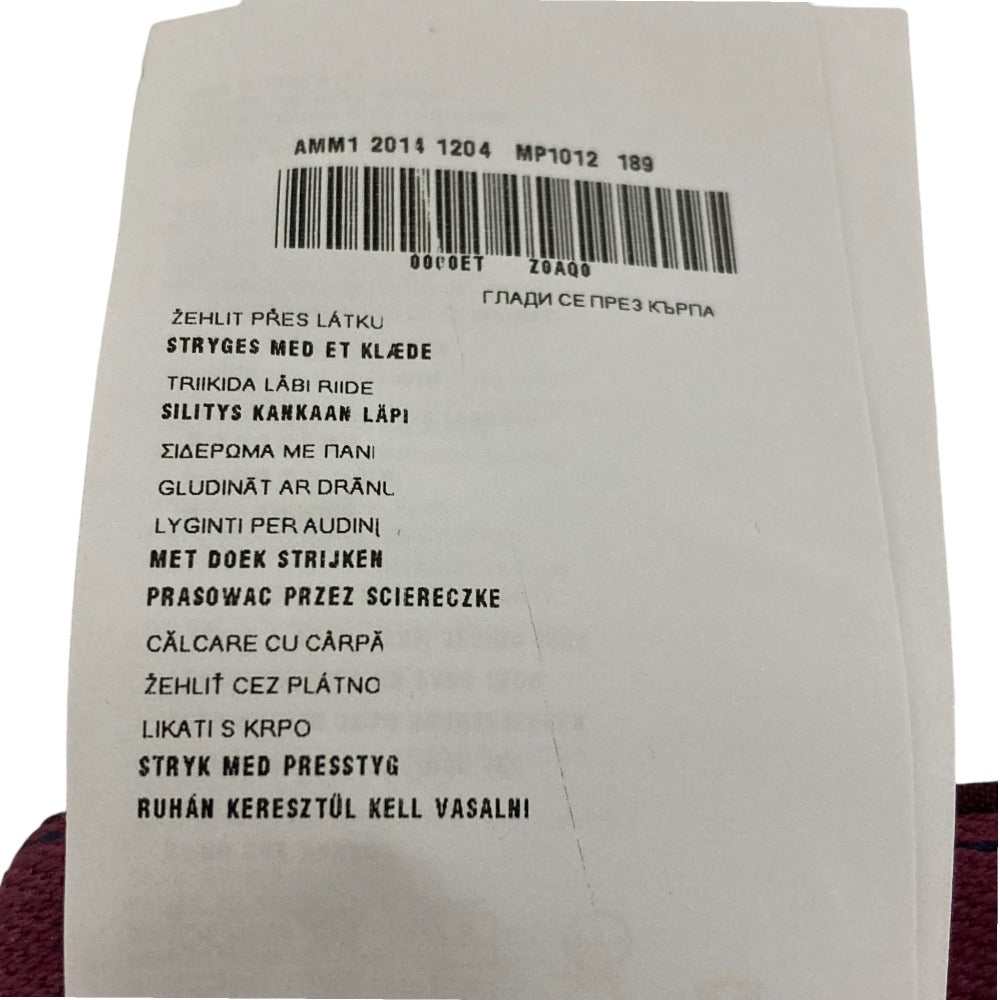 AMM1 2014 1204 MP1012 189
0000ET Z0AQ0
ГЛАДИ СЕ ПРЕЗ КЪРПА
ŽEHLIT PŘES LÁTKU
STRYGES MED ET KLÆDE
TRIIKIDA LÄBI RIIDE
SILITYS KANKAAN LÄPI
ΣΙΔΕΡΩΜΑ ΜΕ ΠΑΝΙ
GLUDINĀT AR DRĀNU
LYGINTI PER AUDINĮ
MET DOEK STRIJKEN
PRASOWAC PRZEZ SCIERECZKE
CĂLCARE CU CÂRPĂ
ŽEHLIŤ CEZ PLÁTNO
LIKATI S KRPO
STRYK MED PRESSTYG
RUHÁN KERESZTÜL KELL VASALNI